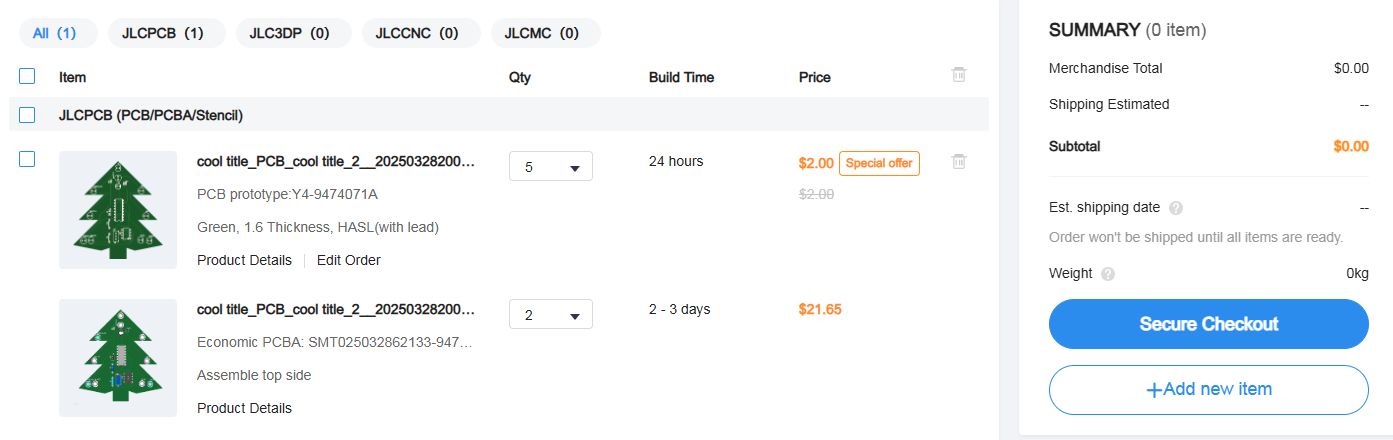 All (1) JLCPCB (1) JLC3DP (0) JLCCNC (0) JLCMC (0)
Item Qty Build Time Price
JLCPCB (PCB/PCBA/Stencil)
cool title_PCB_cool title_2__20250328200… 5 24 hours $2.00 Special offer
PCB prototype:Y4-9474071A $2.00
Green, 1.6 Thickness, HASL(with lead)
Product Details Edit Order
cool title_PCB_cool title_2__20250328200… 2 2 - 3 days $21.65
Economic PCBA: SMT025032862133-947…
Assemble top side
Product Details
SUMMARY (0 item)
Merchandise Total $0.00
Shipping Estimated --
Subtotal $0.00
Est. shipping date ? --
Order won't be shipped until all items are ready.
Weight ? 0kg
Secure Checkout
+Add new item